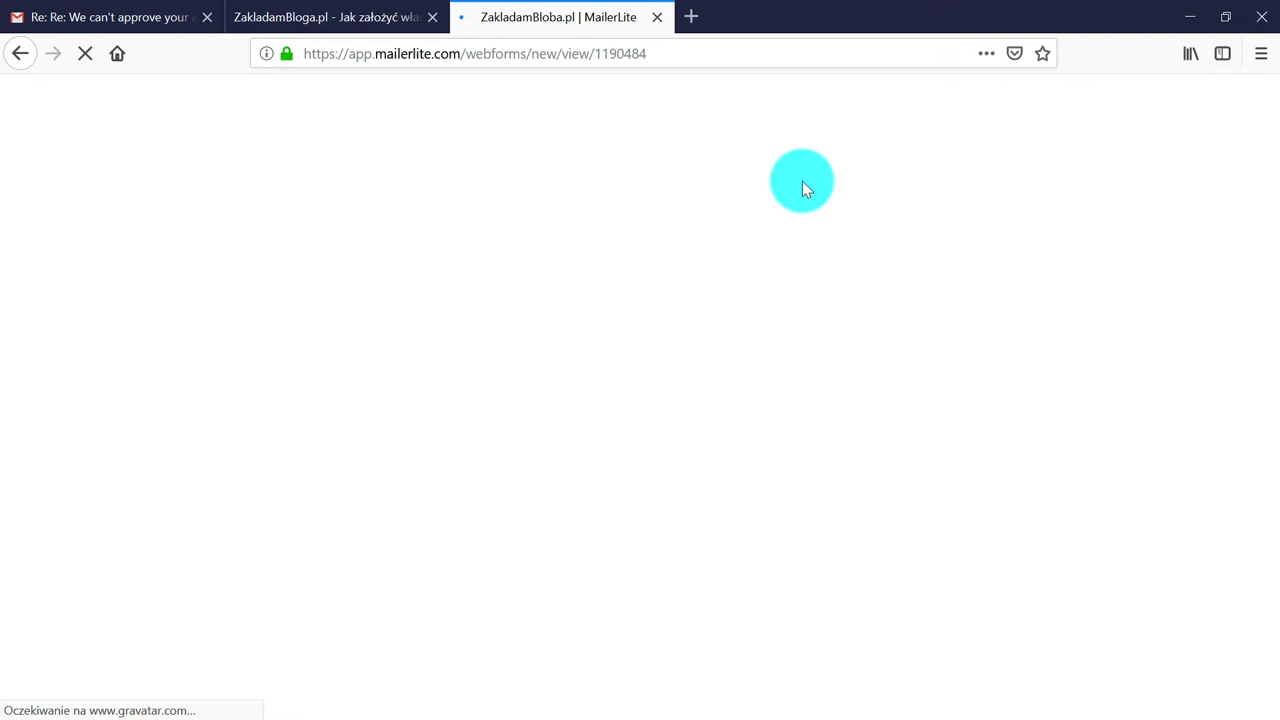 Re: Re: We can't approve your a
ZakladamBloga.pl - Jak założyć wła
ZakladamBloba.pl | MailerLite
https://app.mailerlite.com/webforms/new/view/1190484
Oczekiwanie na www.gravatar.com...